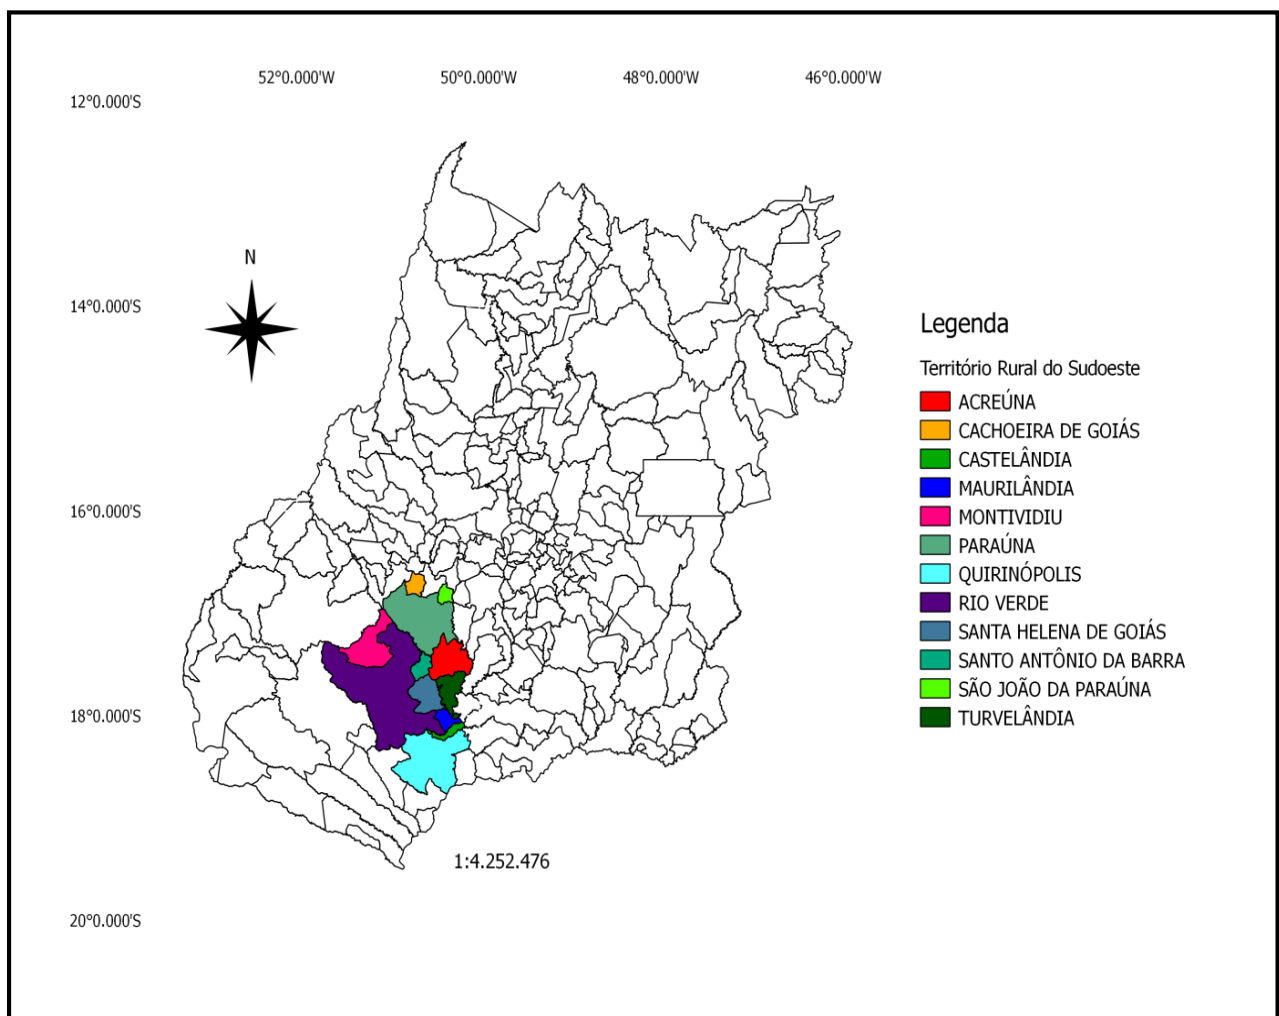 52°0.000'W 50°0.000'W 48°0.000'W 46°0.000'W
12°0.000'S
N
14°0.000'S
Legenda
Território Rural do Sudoeste
ACREÚNA
CACHOEIRA DE GOIÁS
CASTELÂNDIA
MAURILÂNDIA
16°0.000'S
MONTIVIDIU
PARAÚNA
QUIRINÓPOLIS
RIO VERDE
SANTA HELENA DE GOIÁS
SANTO ANTÔNIO DA BARRA
SÃO JOÃO DA PARAÚNA
18°0.000'S
TURVELÂNDIA
1:4.252.476
20°0.000'S